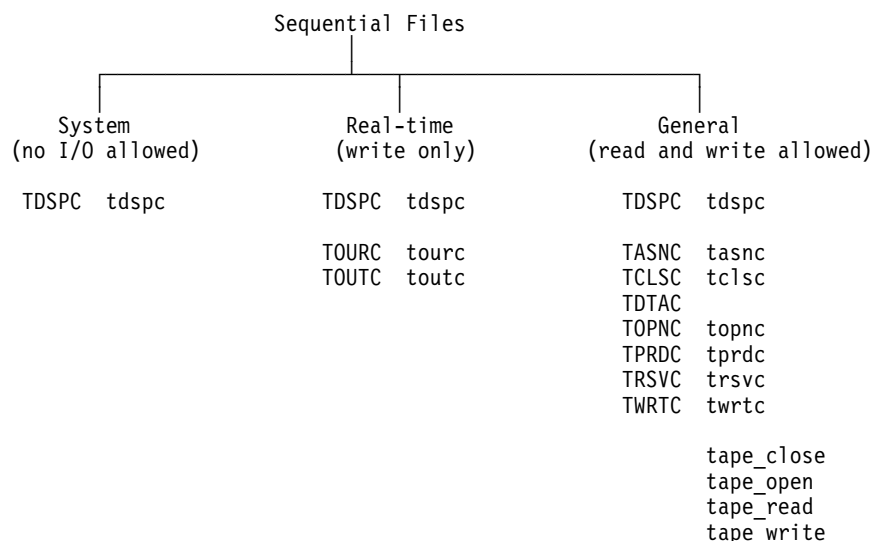 Sequential Files
System Real-time General
(no I/O allowed) (write only) (read and write allowed)
TDSPC tdspc TDSPC tdspc TDSPC tdspc
TOURC tourc TASNC tasnc
TOUTC toutc TCLSC tclsc
TDTAC
TOPNC topnc
TPRDC tprdc
TRSVC trsvc
TWRTC twrtc
tape_close
tape_open
tape_read
tape_write